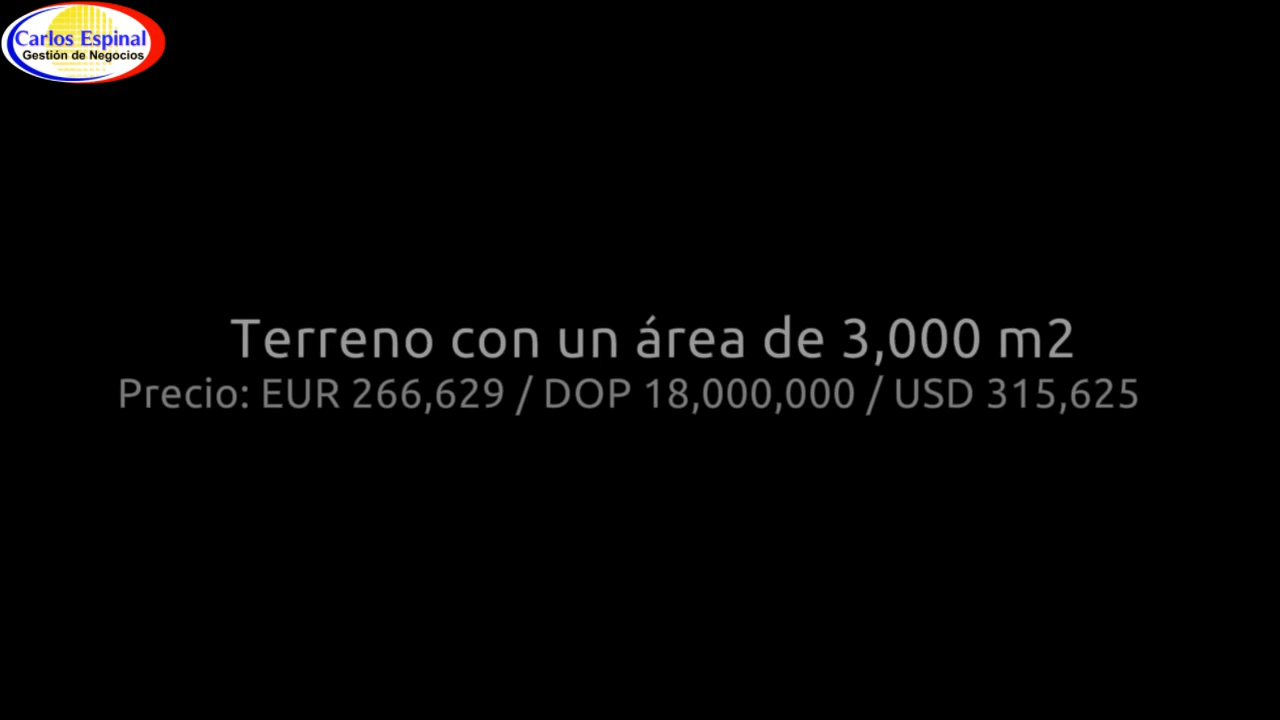 Carlos Espinal
Gestión de Negocios
Terreno con un área de 3,000 m2
Precio: EUR 266,629 / DOP 18,000,000 / USD 315,625